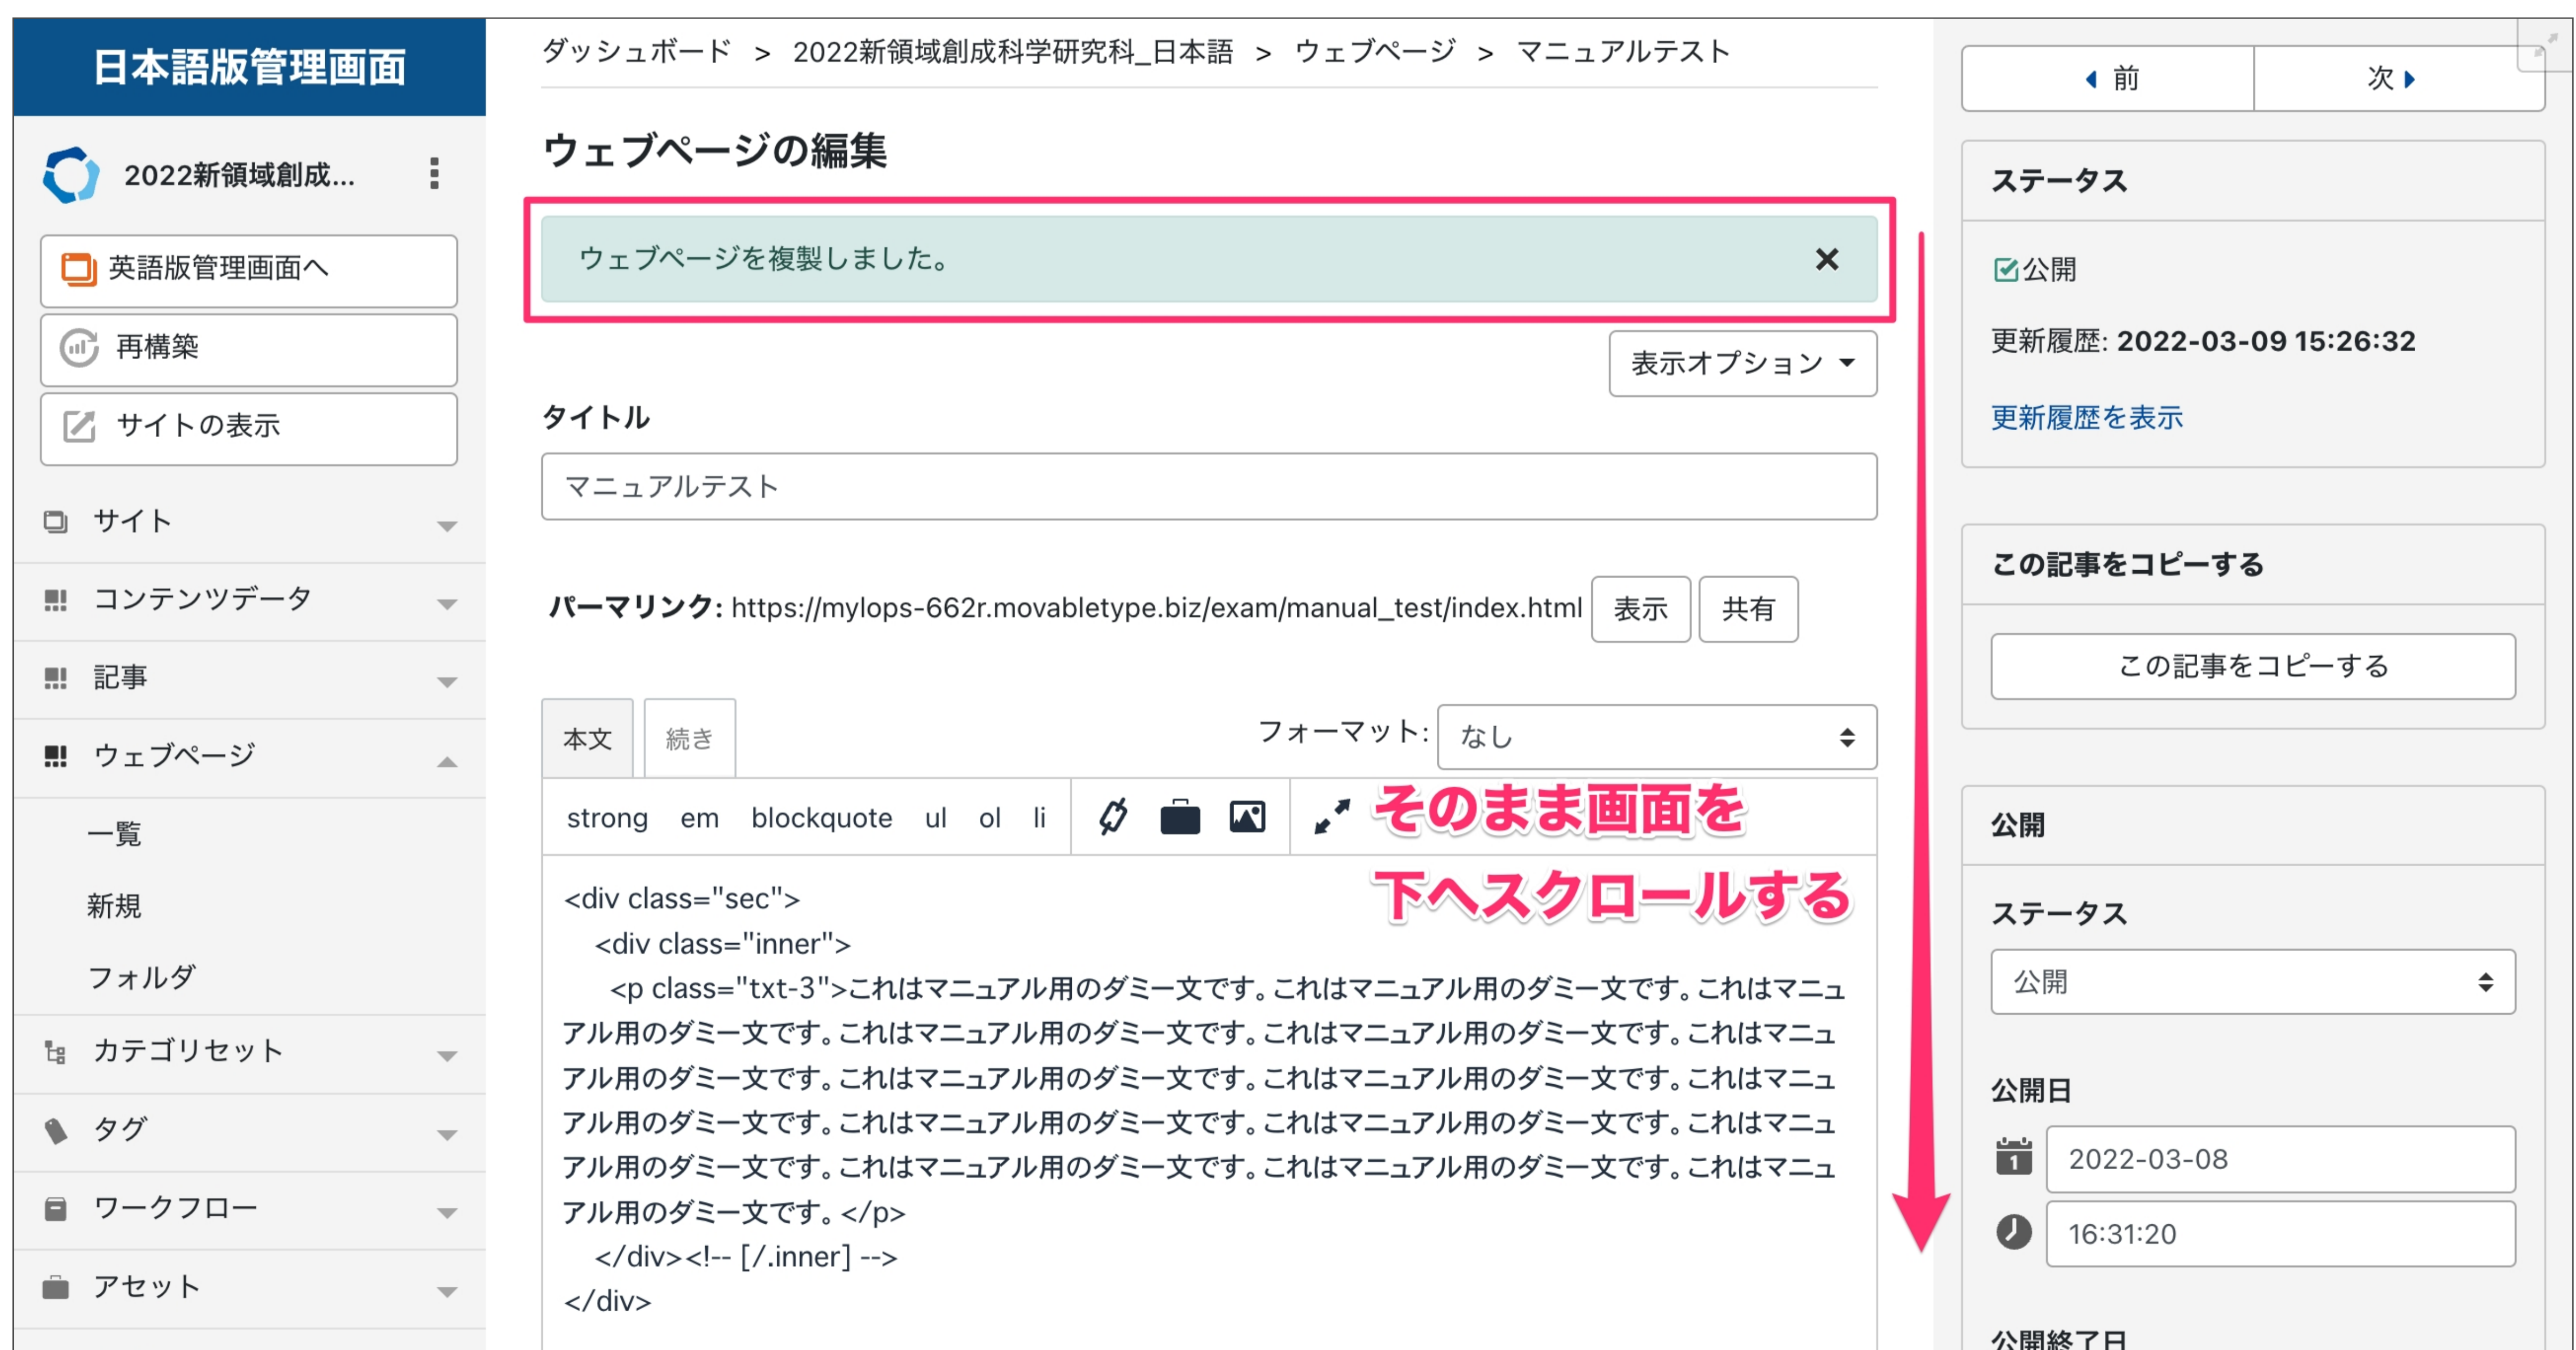 日本語版管理画面
2022新領域創成...
英語版管理画面へ
再構築
サイトの表示
サイト
コンテンツデータ
記事
ウェブページ
一覧
新規
フォルダ
カテゴリセット
タグ
ワークフロー
アセット
ダッシュボード > 2022新領域創成科学研究科_日本語 > ウェブページ > マニュアルテスト
ウェブページの編集
ウェブページを複製しました。
表示オプション
タイトル
マニュアルテスト
パーマリンク: https://mylops-662r.movabletype.biz/exam/manual_test/index.html 表示 共有
本文 続き フォーマット: なし
strong em blockquote ul ol li
そのまま画面を
下へスクロールする
<div class="sec">
<div class="inner">
<p class="txt-3">これはマニュアル用のダミー文です。これはマニュアル用のダミー文です。これはマニュ
アル用のダミー文です。これはマニュアル用のダミー文です。これはマニュアル用のダミー文です。これはマニュ
アル用のダミー文です。これはマニュアル用のダミー文です。これはマニュアル用のダミー文です。これはマニュ
アル用のダミー文です。これはマニュアル用のダミー文です。これはマニュアル用のダミー文です。これはマニュ
アル用のダミー文です。これはマニュアル用のダミー文です。これはマニュアル用のダミー文です。これはマニュ
アル用のダミー文です。</p>
</div><!-- [/.inner] -->
</div>
前 次
ステータス
公開
更新履歴: 2022-03-09 15:26:32
更新履歴を表示
この記事をコピーする
この記事をコピーする
公開
ステータス
公開
公開日
1 2022-03-08
16:31:20
公開終了日